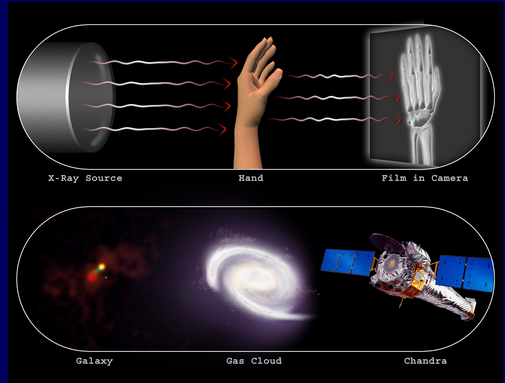 X-Ray Source
Hand
Film in Camera
Galaxy
Gas Cloud
Chandra